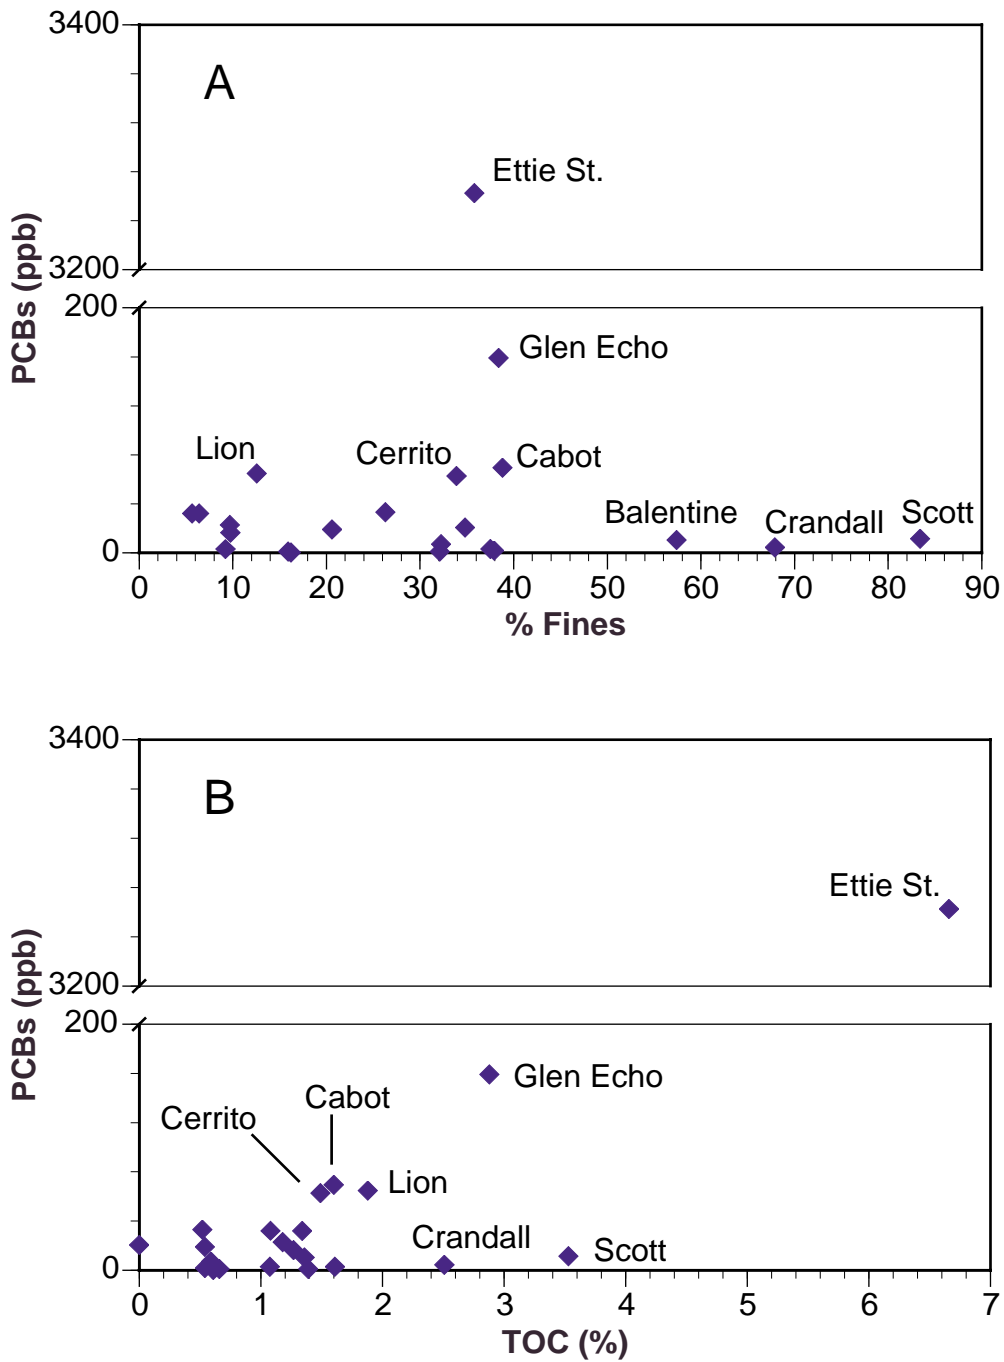 3400
A
Ettie St.
3200
200
PCBs (ppb)
Glen Echo
Lion
Cerrito
Cabot
Balentine
Crandall
Scott
0
0 10 20 30 40 50 60 70 80 90
% Fines
3400
B
Ettie St.
3200
200
PCBs (ppb)
Glen Echo
Cabot
Cerrito
Lion
Crandall
Scott
0
0 1 2 3 4 5 6 7
TOC (%)